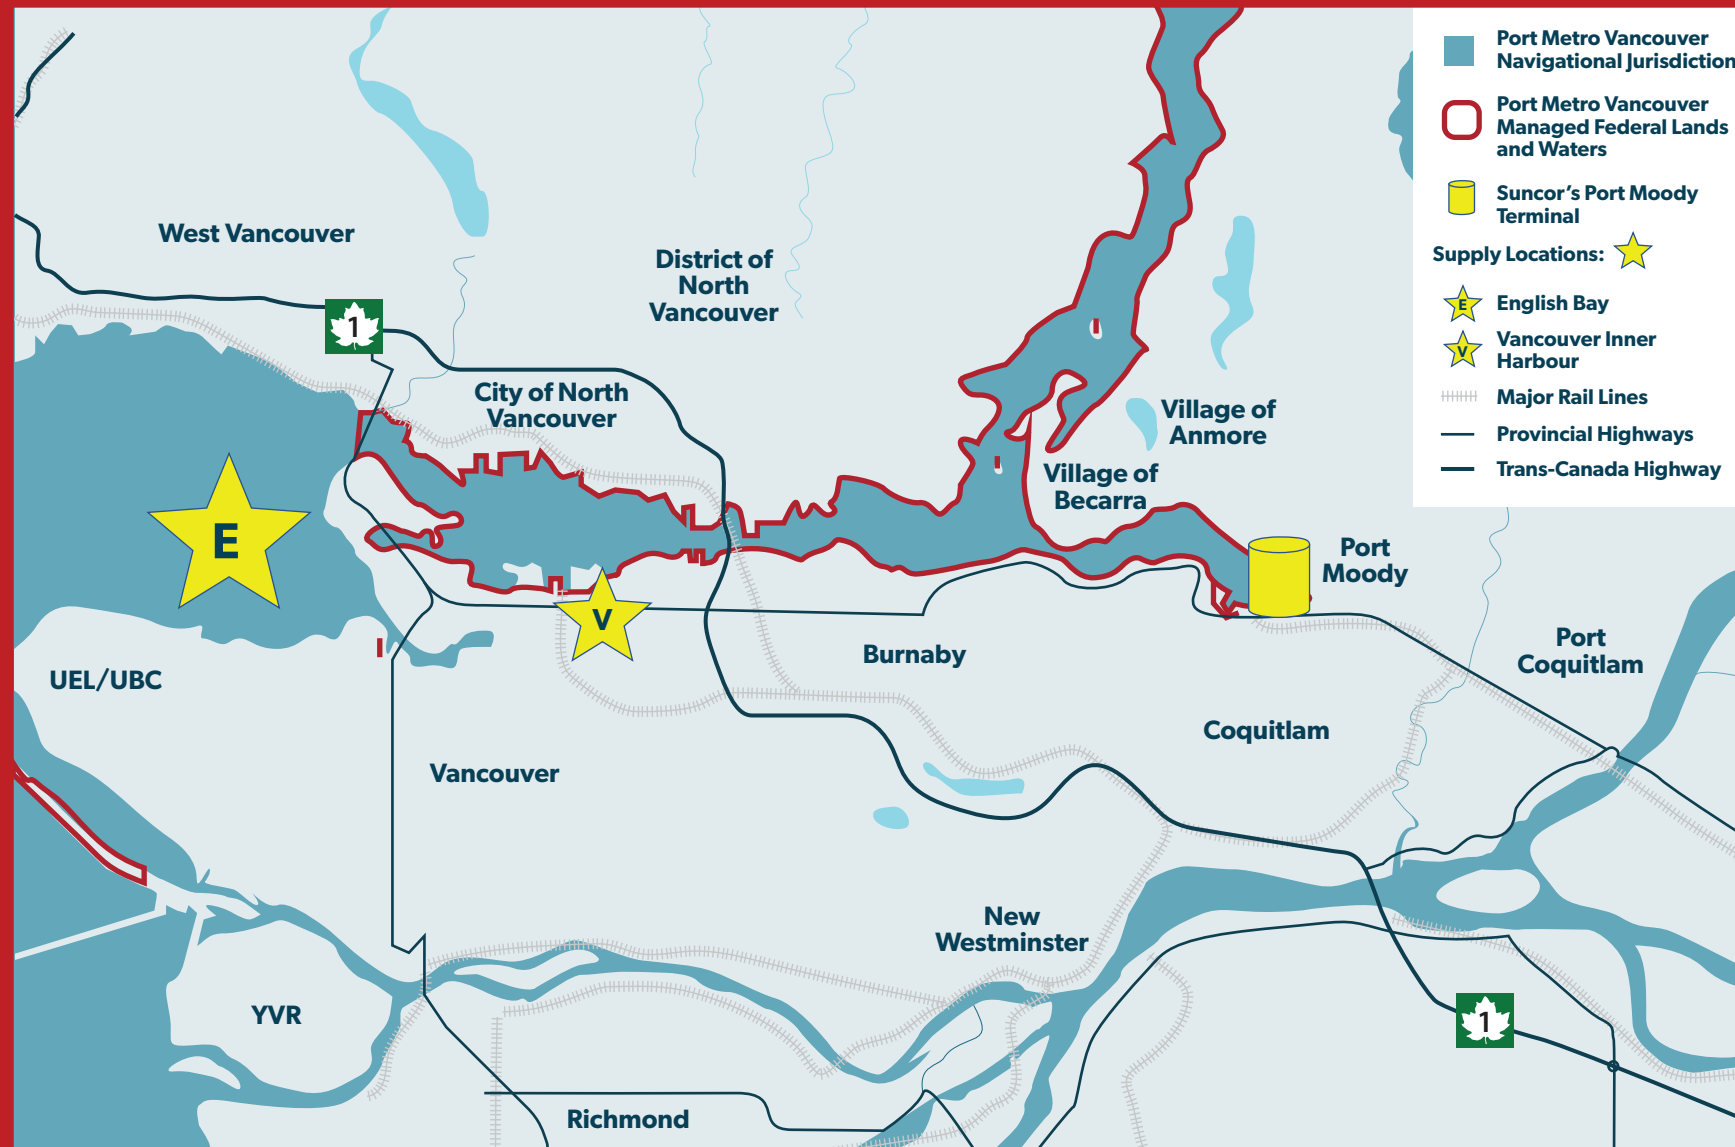 Port Metro Vancouver
Navigational Jurisdiction
Port Metro Vancouver
Managed Federal Lands
and Waters
Suncor's Port Moody
Terminal
Supply Locations:
E
English Bay
V
Vancouver Inner
Harbour
Major Rail Lines
Provincial Highways
Trans-Canada Highway
West Vancouver
District of
North
Vancouver
1
City of North
Vancouver
Village of
Anmore
Village of
Becarra
E
Port
Moody
V
Burnaby
Port
Coquitlam
UEL/UBC
Coquitlam
Vancouver
New
Westminster
YVR
1
Richmond